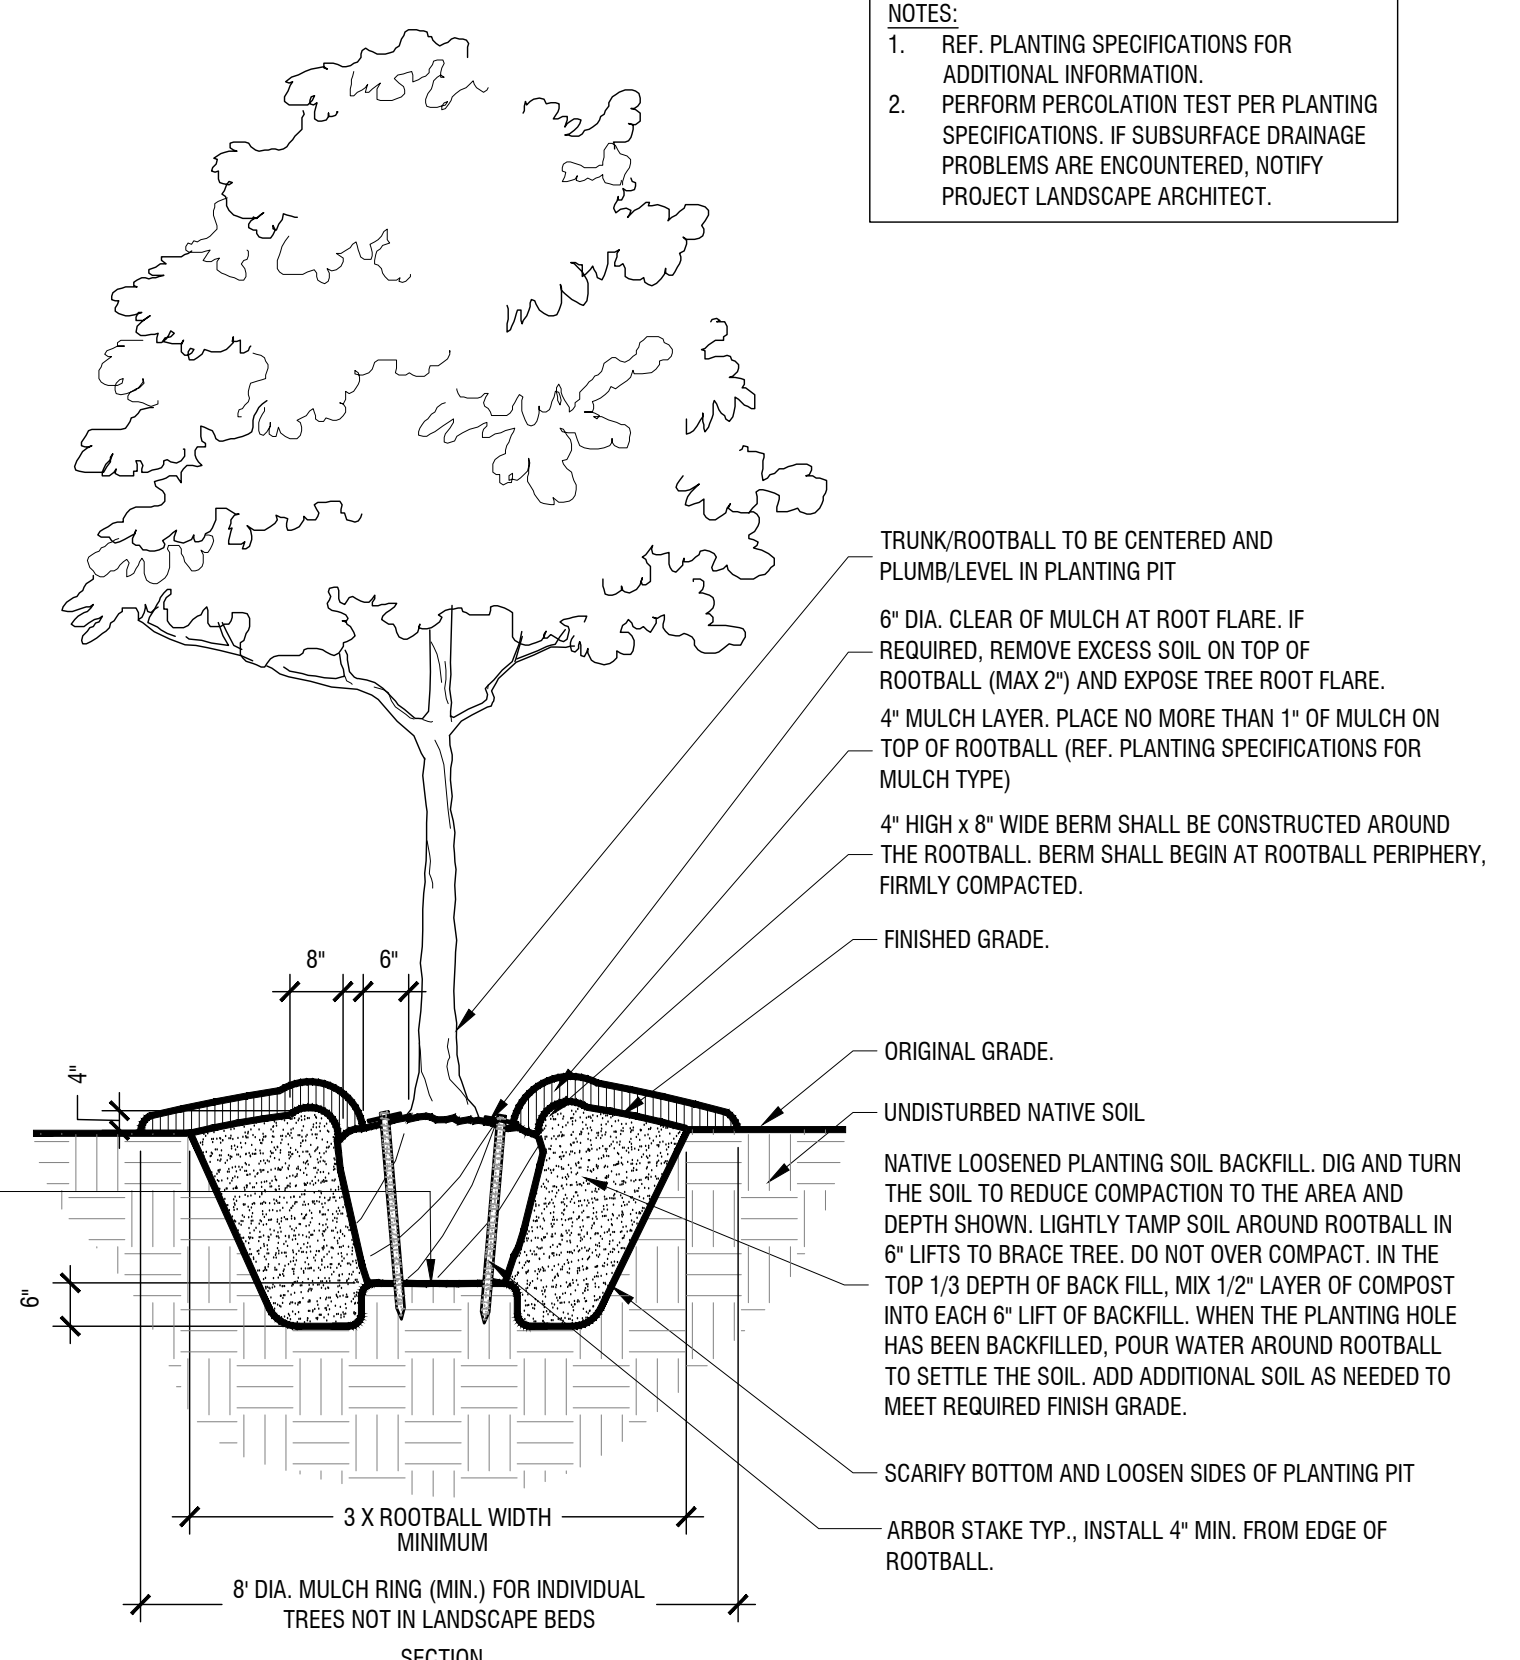 NOTES:
1. REF. PLANTING SPECIFICATIONS FOR
ADDITIONAL INFORMATION.
2. PERFORM PERCOLATION TEST PER PLANTING
SPECIFICATIONS. IF SUBSURFACE DRAINAGE
PROBLEMS ARE ENCOUNTERED, NOTIFY
PROJECT LANDSCAPE ARCHITECT.
TRUNK/ROOTBALL TO BE CENTERED AND
PLUMB/LEVEL IN PLANTING PIT
6" DIA. CLEAR OF MULCH AT ROOT FLARE. IF
REQUIRED, REMOVE EXCESS SOIL ON TOP OF
ROOTBALL (MAX 2") AND EXPOSE TREE ROOT FLARE.
4" MULCH LAYER. PLACE NO MORE THAN 1" OF MULCH ON
TOP OF ROOTBALL (REF. PLANTING SPECIFICATIONS FOR
MULCH TYPE)
4" HIGH x 8" WIDE BERM SHALL BE CONSTRUCTED AROUND
THE ROOTBALL. BERM SHALL BEGIN AT ROOTBALL PERIPHERY,
FIRMLY COMPACTED.
FINISHED GRADE.
ORIGINAL GRADE.
UNDISTURBED NATIVE SOIL
NATIVE LOOSENED PLANTING SOIL BACKFILL. DIG AND TURN
THE SOIL TO REDUCE COMPACTION TO THE AREA AND
DEPTH SHOWN. LIGHTLY TAMP SOIL AROUND ROOTBALL IN
6" LIFTS TO BRACE TREE. DO NOT OVER COMPACT. IN THE
TOP 1/3 DEPTH OF BACK FILL, MIX 1/2" LAYER OF COMPOST
INTO EACH 6" LIFT OF BACKFILL. WHEN THE PLANTING HOLE
HAS BEEN BACKFILLED, POUR WATER AROUND ROOTBALL
TO SETTLE THE SOIL. ADD ADDITIONAL SOIL AS NEEDED TO
MEET REQUIRED FINISH GRADE.
SCARIFY BOTTOM AND LOOSEN SIDES OF PLANTING PIT
ARBOR STAKE TYP., INSTALL 4" MIN. FROM EDGE OF
ROOTBALL.
8" 6"
4"
6"
3 X ROOTBALL WIDTH
MINIMUM
8' DIA. MULCH RING (MIN.) FOR INDIVIDUAL
TREES NOT IN LANDSCAPE BEDS
SECTION